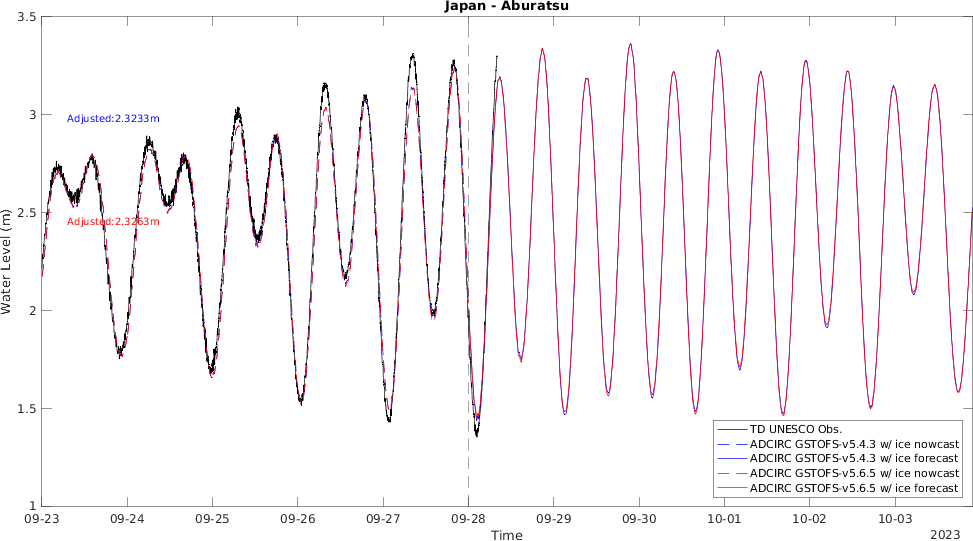 Japan - Aburatsu
3.5
3
2.5
2
1.5
1
Water Level (m)
Adjusted:2.3233m
Adjusted:2.3263m
TD UNESCO Obs.
ADCIRC GSTOFS-v5.4.3 w/ ice nowcast
ADCIRC GSTOFS-v5.4.3 w/ ice forecast
ADCIRC GSTOFS-v5.6.5 w/ ice nowcast
ADCIRC GSTOFS-v5.6.5 w/ ice forecast
09-23 09-24 09-25 09-26 09-27 09-28 09-29 09-30 10-01 10-02 10-03
Time
2023